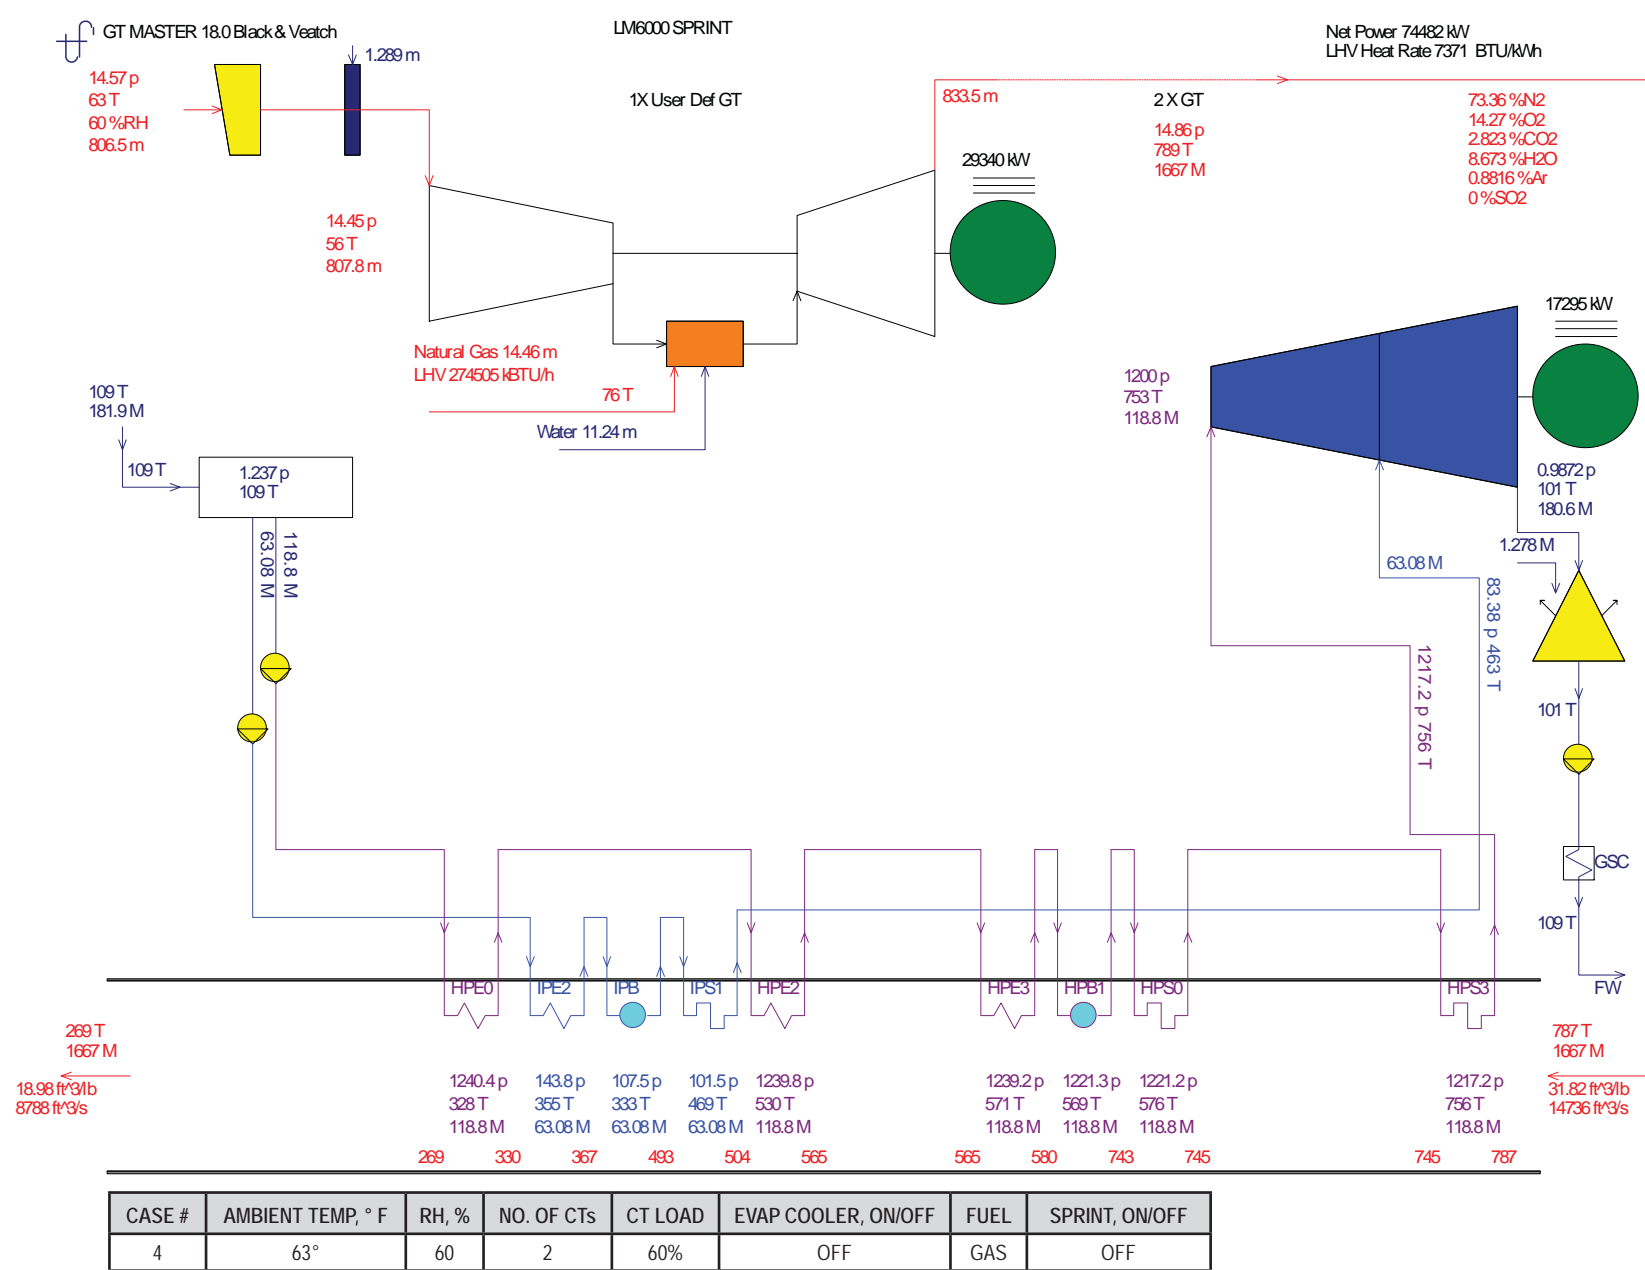 GT MASTER 18.0 Black & Veatch
LM6000 SPRINT
Net Power 74482 kW
LHV Heat Rate 7371 BTU/kWh
1.289 m
14.57 p
63 T
60 %RH
806.5 m
1X User Def GT
833.5 m
2 X GT
14.86 p
789 T
1667 M
73.36 %N2
14.27 %O2
2.823 %CO2
8.673 %H2O
0.8816 %Ar
0 %SO2
29340 kW
14.45 p
56 T
807.8 m
17295 kW
Natural Gas 14.46 m
LHV 274505 kBTU/h
76 T
Water 11.24 m
1200 p
753 T
118.8 M
109 T
181.9 M
109 T
1.237 p
109 T
0.9872 p
101 T
180.6 M
63.08 M
118.8 M
1.278 M
63.08 M
83.38 p 463 T
1217.2 p 756 T
101 T
GSC
109 T
FW
HPE0
IPE2
IPB
IPS1
HPE2
HPE3
HPB1
HPS0
HPS3
269 T
1667 M
18.98 ft^3/lb
8788 ft^3/s
787 T
1667 M
31.82 ft^3/lb
14736 ft^3/s
1240.4 p
328 T
118.8 M
143.8 p
355 T
63.08 M
107.5 p
333 T
63.08 M
101.5 p
469 T
63.08 M
1239.8 p
530 T
118.8 M
1239.2 p
571 T
118.8 M
1221.3 p
569 T
118.8 M
1221.2 p
576 T
118.8 M
1217.2 p
756 T
118.8 M
269 330 367 493 504 565 565 580 743 745 745 787
CASE # AMBIENT TEMP, ° F RH, % NO. OF CTs CT LOAD EVAP COOLER, ON/OFF FUEL SPRINT, ON/OFF
4 63° 60 2 60% OFF GAS OFF